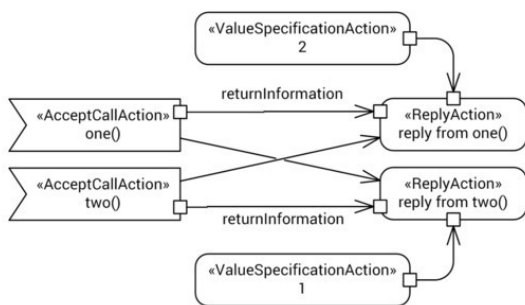 «ValueSpecificationAction»
2
returnInformation
«AcceptCallAction»
one()
«ReplyAction»
reply from one()
«AcceptCallAction»
two()
«ReplyAction»
reply from two()
returnInformation
«ValueSpecificationAction»
1